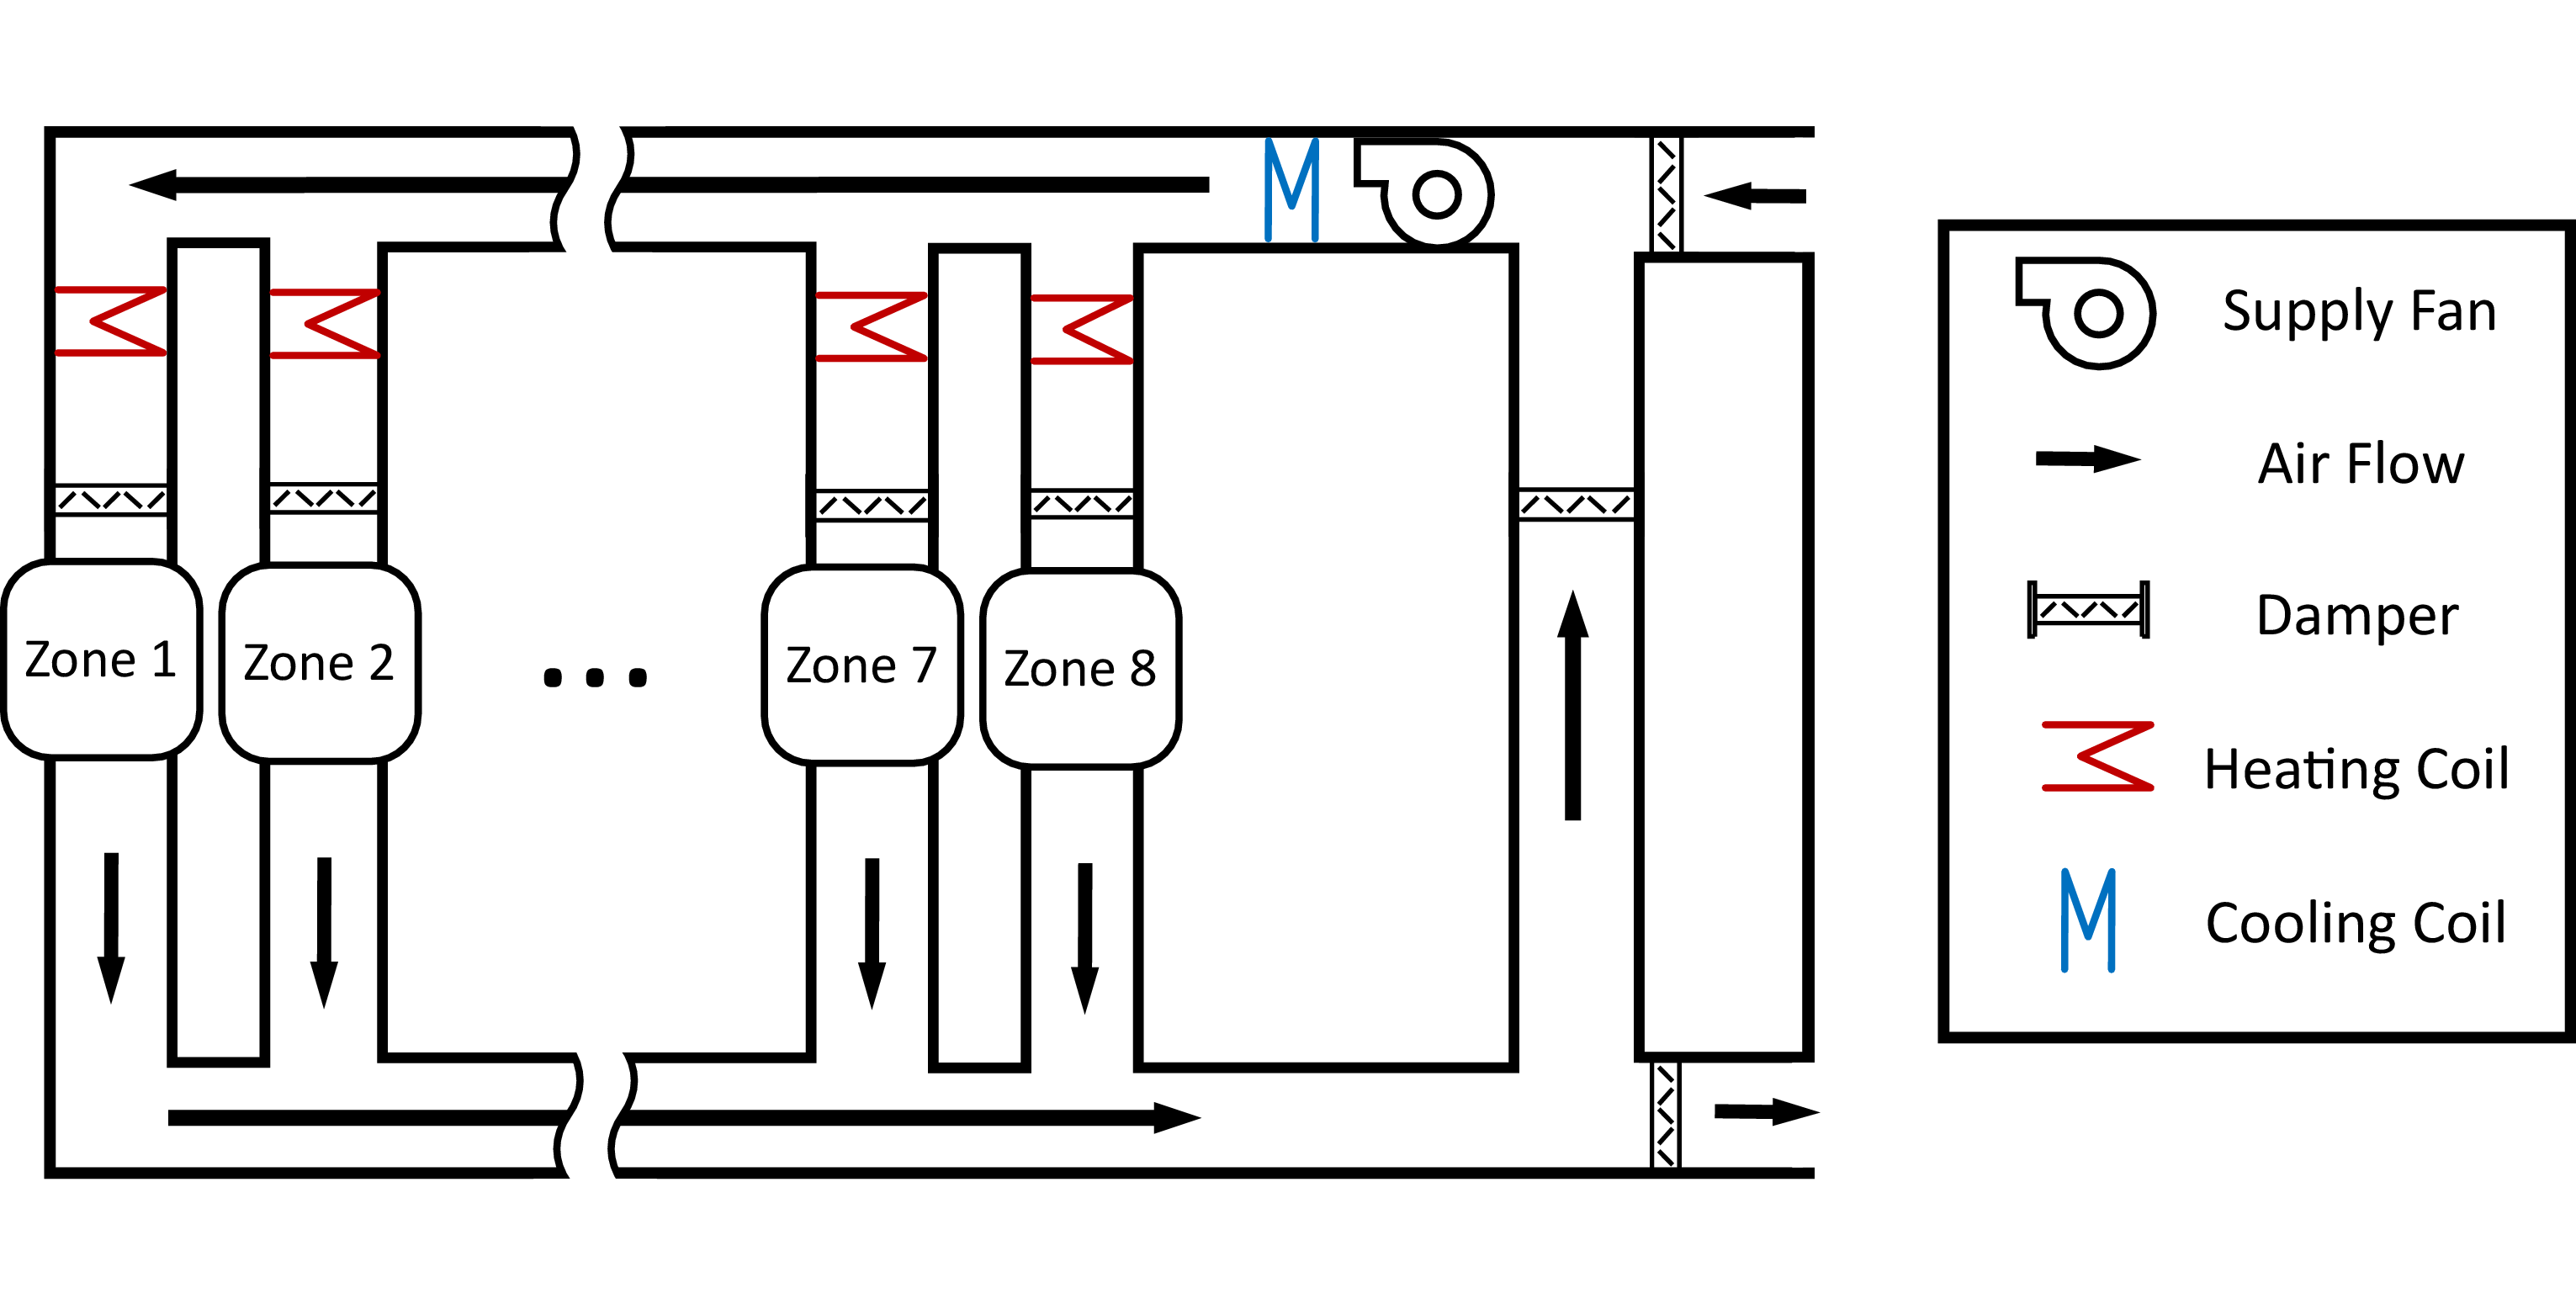 Zone 1
Zone 2
...
Zone 7
Zone 8
Supply Fan
Air Flow
Damper
Heating Coil
Cooling Coil